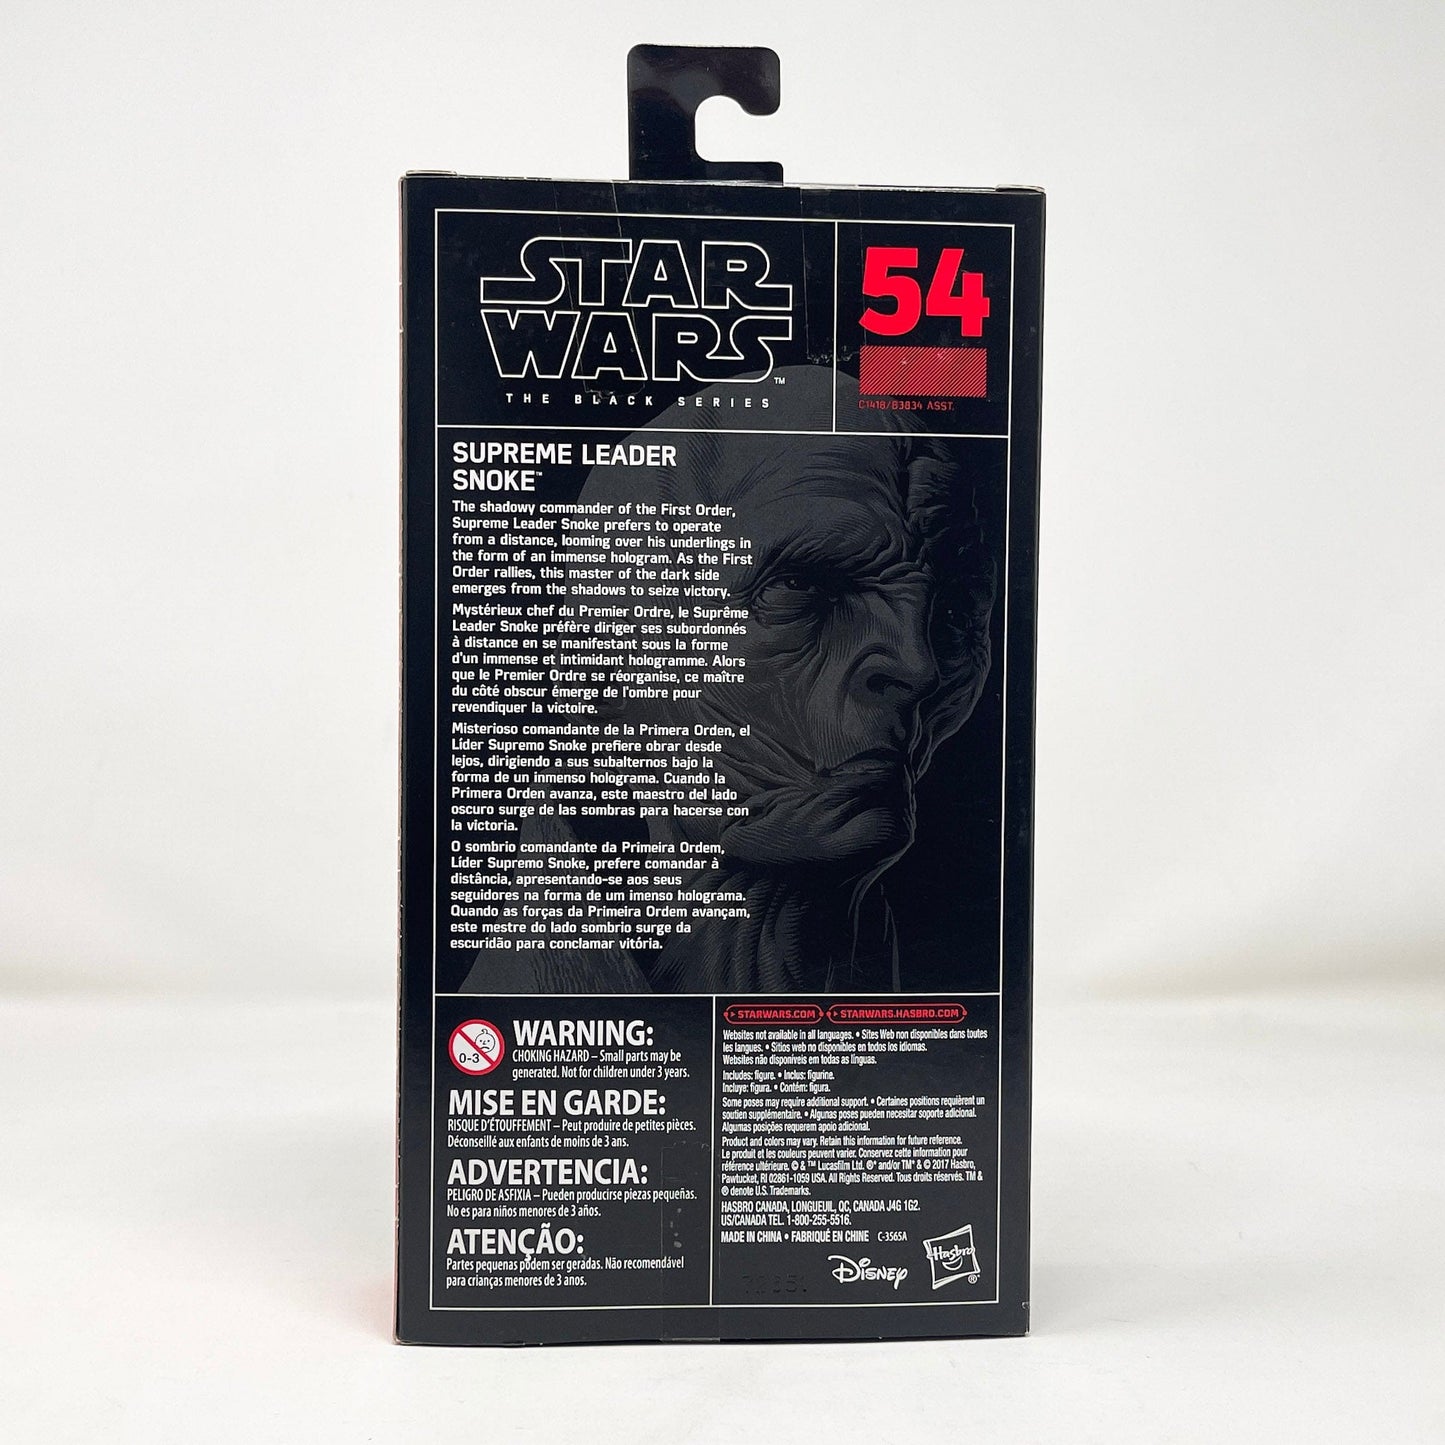 STAR
WARS™
THE BLACK SERIES
54
C1418/B3834 ASST.
SUPREME LEADER
SNOKE™
The shadowy commander of the First Order,
Supreme Leader Snoke prefers to operate
from a distance, looming over his underlings in
the form of an immense hologram. As the First
Order rallies, this master of the dark side
emerges from the shadows to seize victory.
Mystérieux chef du Premier Ordre, le Suprême
Leader Snoke préfère diriger ses subordonnés
à distance en se manifestant sous la forme
d'un immense et intimidant hologramme. Alors
que le Premier Ordre se réorganise, ce maître
du côté obscur émerge de l'ombre pour
revendiquer la victoire.
Misterioso comandante de la Primera Orden, el
Líder Supremo Snoke prefiere obrar desde
lejos, dirigiendo a sus subalternos bajo la
forma de un inmenso holograma. Cuando la
Primera Orden avanza, este maestro del lado
oscuro surge de las sombras para hacerse con
la victoria.
O sombrio comandante da Primeira Ordem,
Líder Supremo Snoke, prefere comandar à
distância, apresentando-se aos seus
seguidores na forma de um imenso holograma.
Quando as forças da Primeira Ordem avançam,
este mestre do lado sombrio surge da
escuridão para conclamar vitória.
0-3
WARNING:
CHOKING HAZARD – Small parts may be
generated. Not for children under 3 years.
MISE EN GARDE:
RISQUE D'ÉTOUFFEMENT – Peut produire de petites pièces.
Déconseillé aux enfants de moins de 3 ans.
ADVERTENCIA:
PELIGRO DE ASFIXIA – Pueden producirse piezas pequeñas.
No es para niños menores de 3 años.
ATENÇÃO:
Partes pequenas podem ser geradas. Não recomendável
para crianças menores de 3 anos.
STARWARS.COM STARWARS.HASBRO.COM
Websites not available in all languages. • Sites Web non disponibles dans toutes
les langues. • Sitios web no disponibles en todos los idiomas.
Websites não disponíveis em todas as línguas.
Includes: figure. • Inclus: figurine.
Incluye: figura. • Contém: figura.
Some poses may require additional support. • Certaines positions requièrent un
soutien supplémentaire. • Algunas poses pueden necesitar soporte adicional.
Algumas posições requerem apoio adicional.
Product and colors may vary. Retain this information for future reference.
Le produit et les couleurs peuvent varier. Conservez cette information pour
référence ultérieure. © & ™ Lucasfilm Ltd. ®* and/or TM* & © 2017 Hasbro,
Pawtucket, RI 02861-1059 USA. All Rights Reserved. Tous droits réservés. TM &
® denote U.S. Trademarks.
HASBRO CANADA, LONGUEUIL, QC, CANADA J4G 1G2.
US/CANADA TEL. 1-800-255-5516.
MADE IN CHINA • FABRIQUÉ EN CHINE C-3565A
Disney
Hasbro
®*